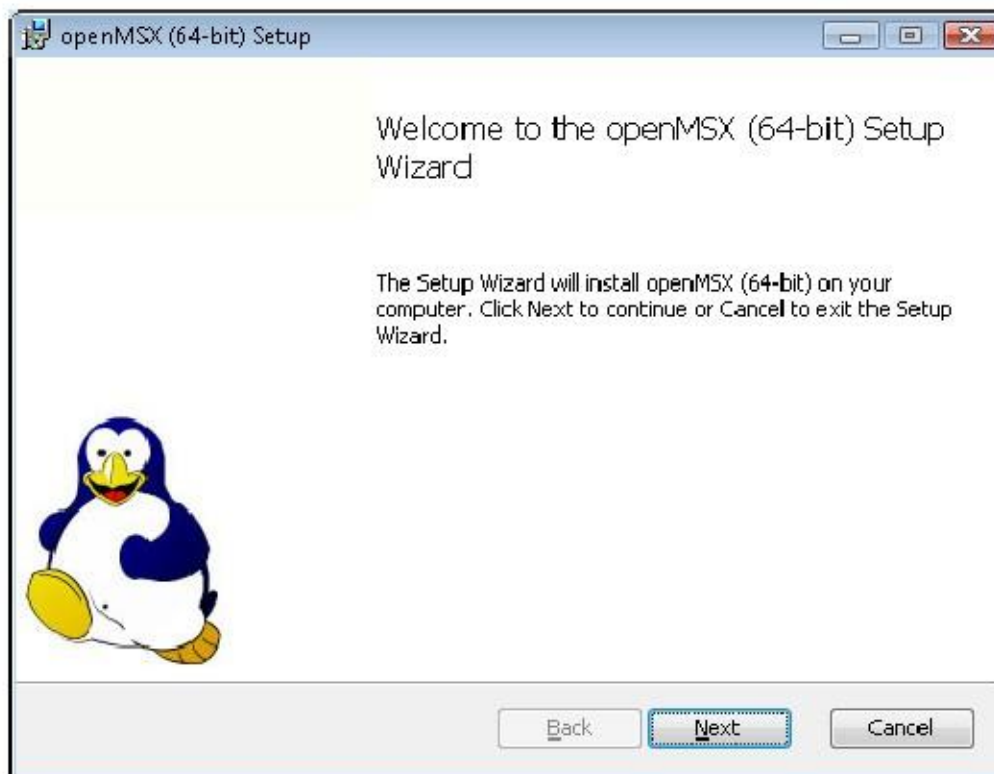 openMSX (64-bit) Setup
Welcome to the openMSX (64-bit) Setup
Wizard
The Setup Wizard will install openMSX (64-bit) on your
computer. Click Next to continue or Cancel to exit the Setup
Wizard.
Back
Next
Cancel